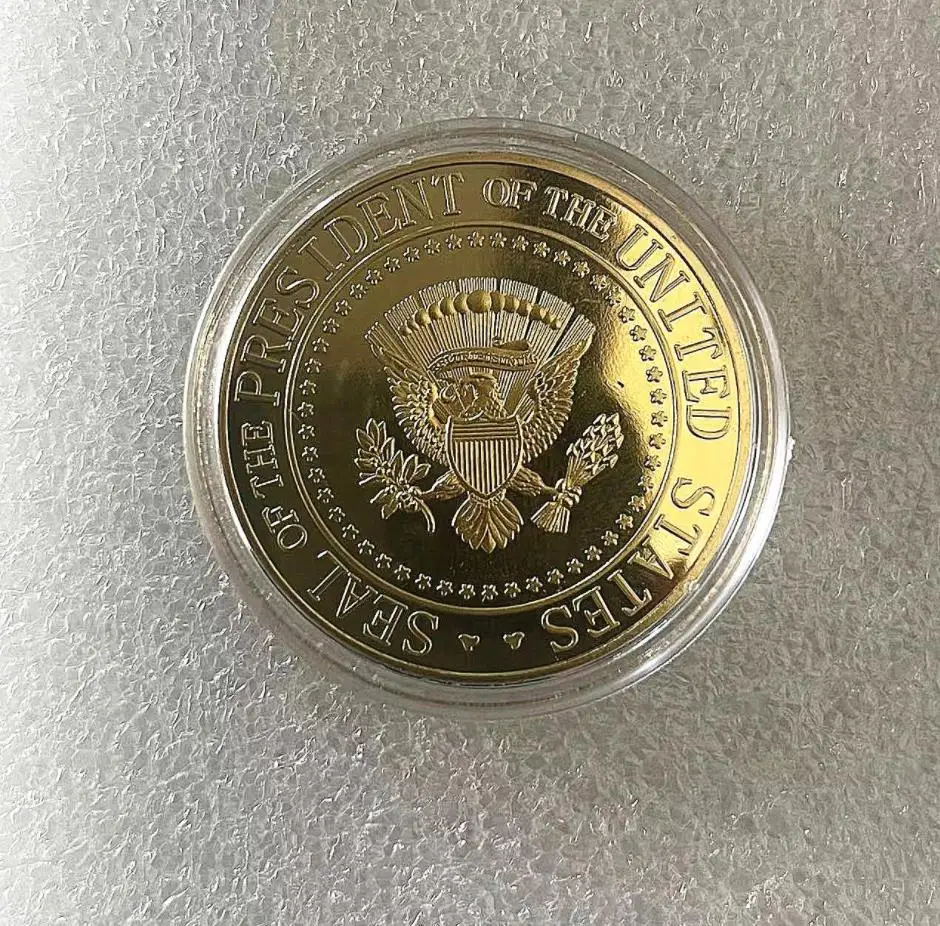 SEAL OF THE PRESIDENT OF THE UNITED STATES